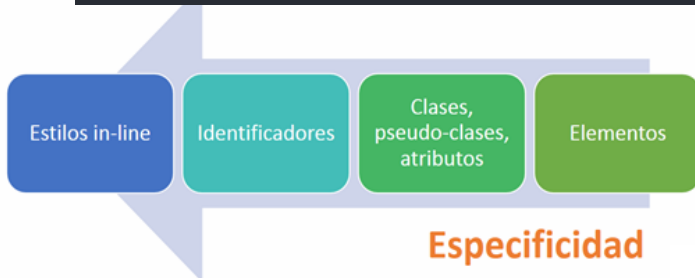 Estilos in-line
Identificadores
Clases,
pseudo-clases,
atributos
Elementos
Especificidad